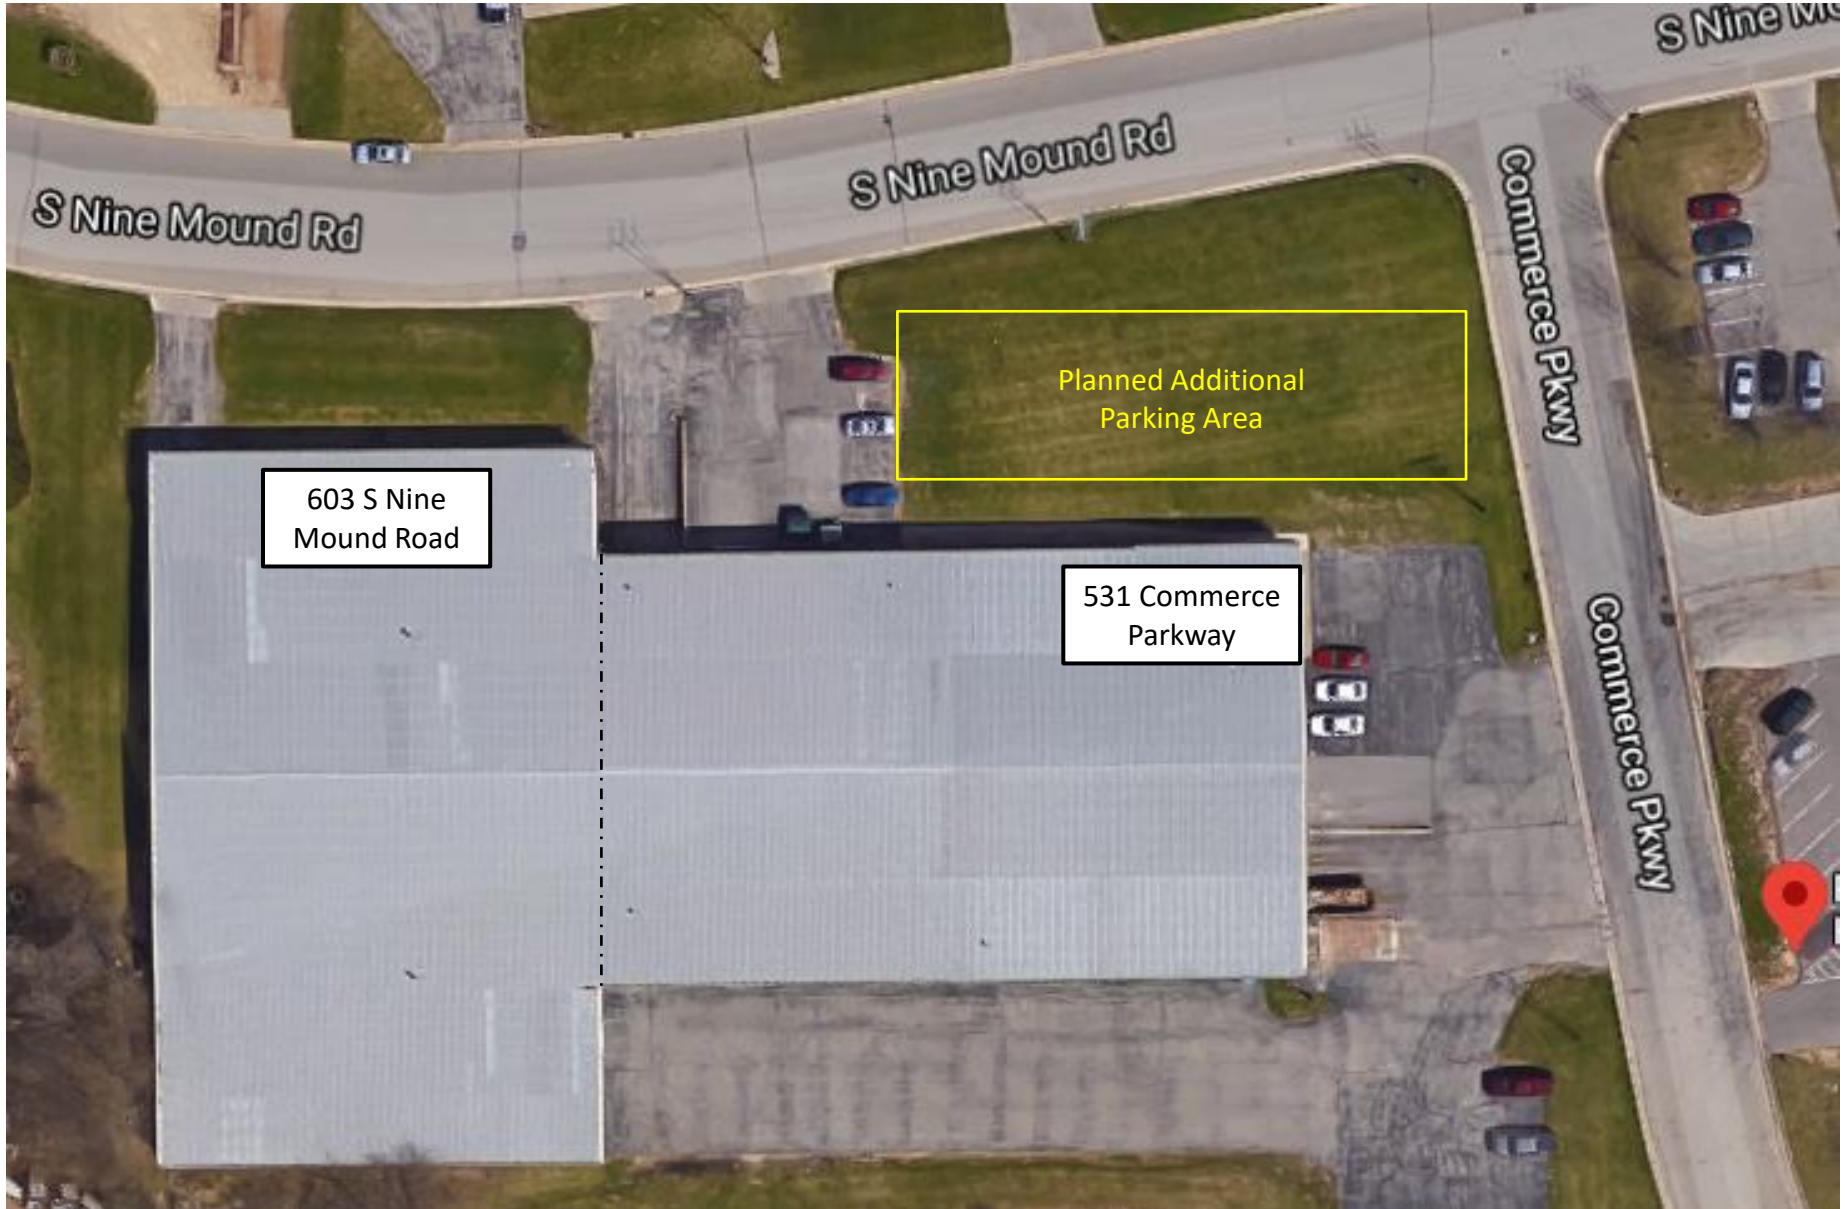 S Nine Mo
S Nine Mound Rd
S Nine Mound Rd
Commerce Pkwy
Planned Additional
Parking Area
603 S Nine
Mound Road
531 Commerce
Parkway
Commerce Pkwy